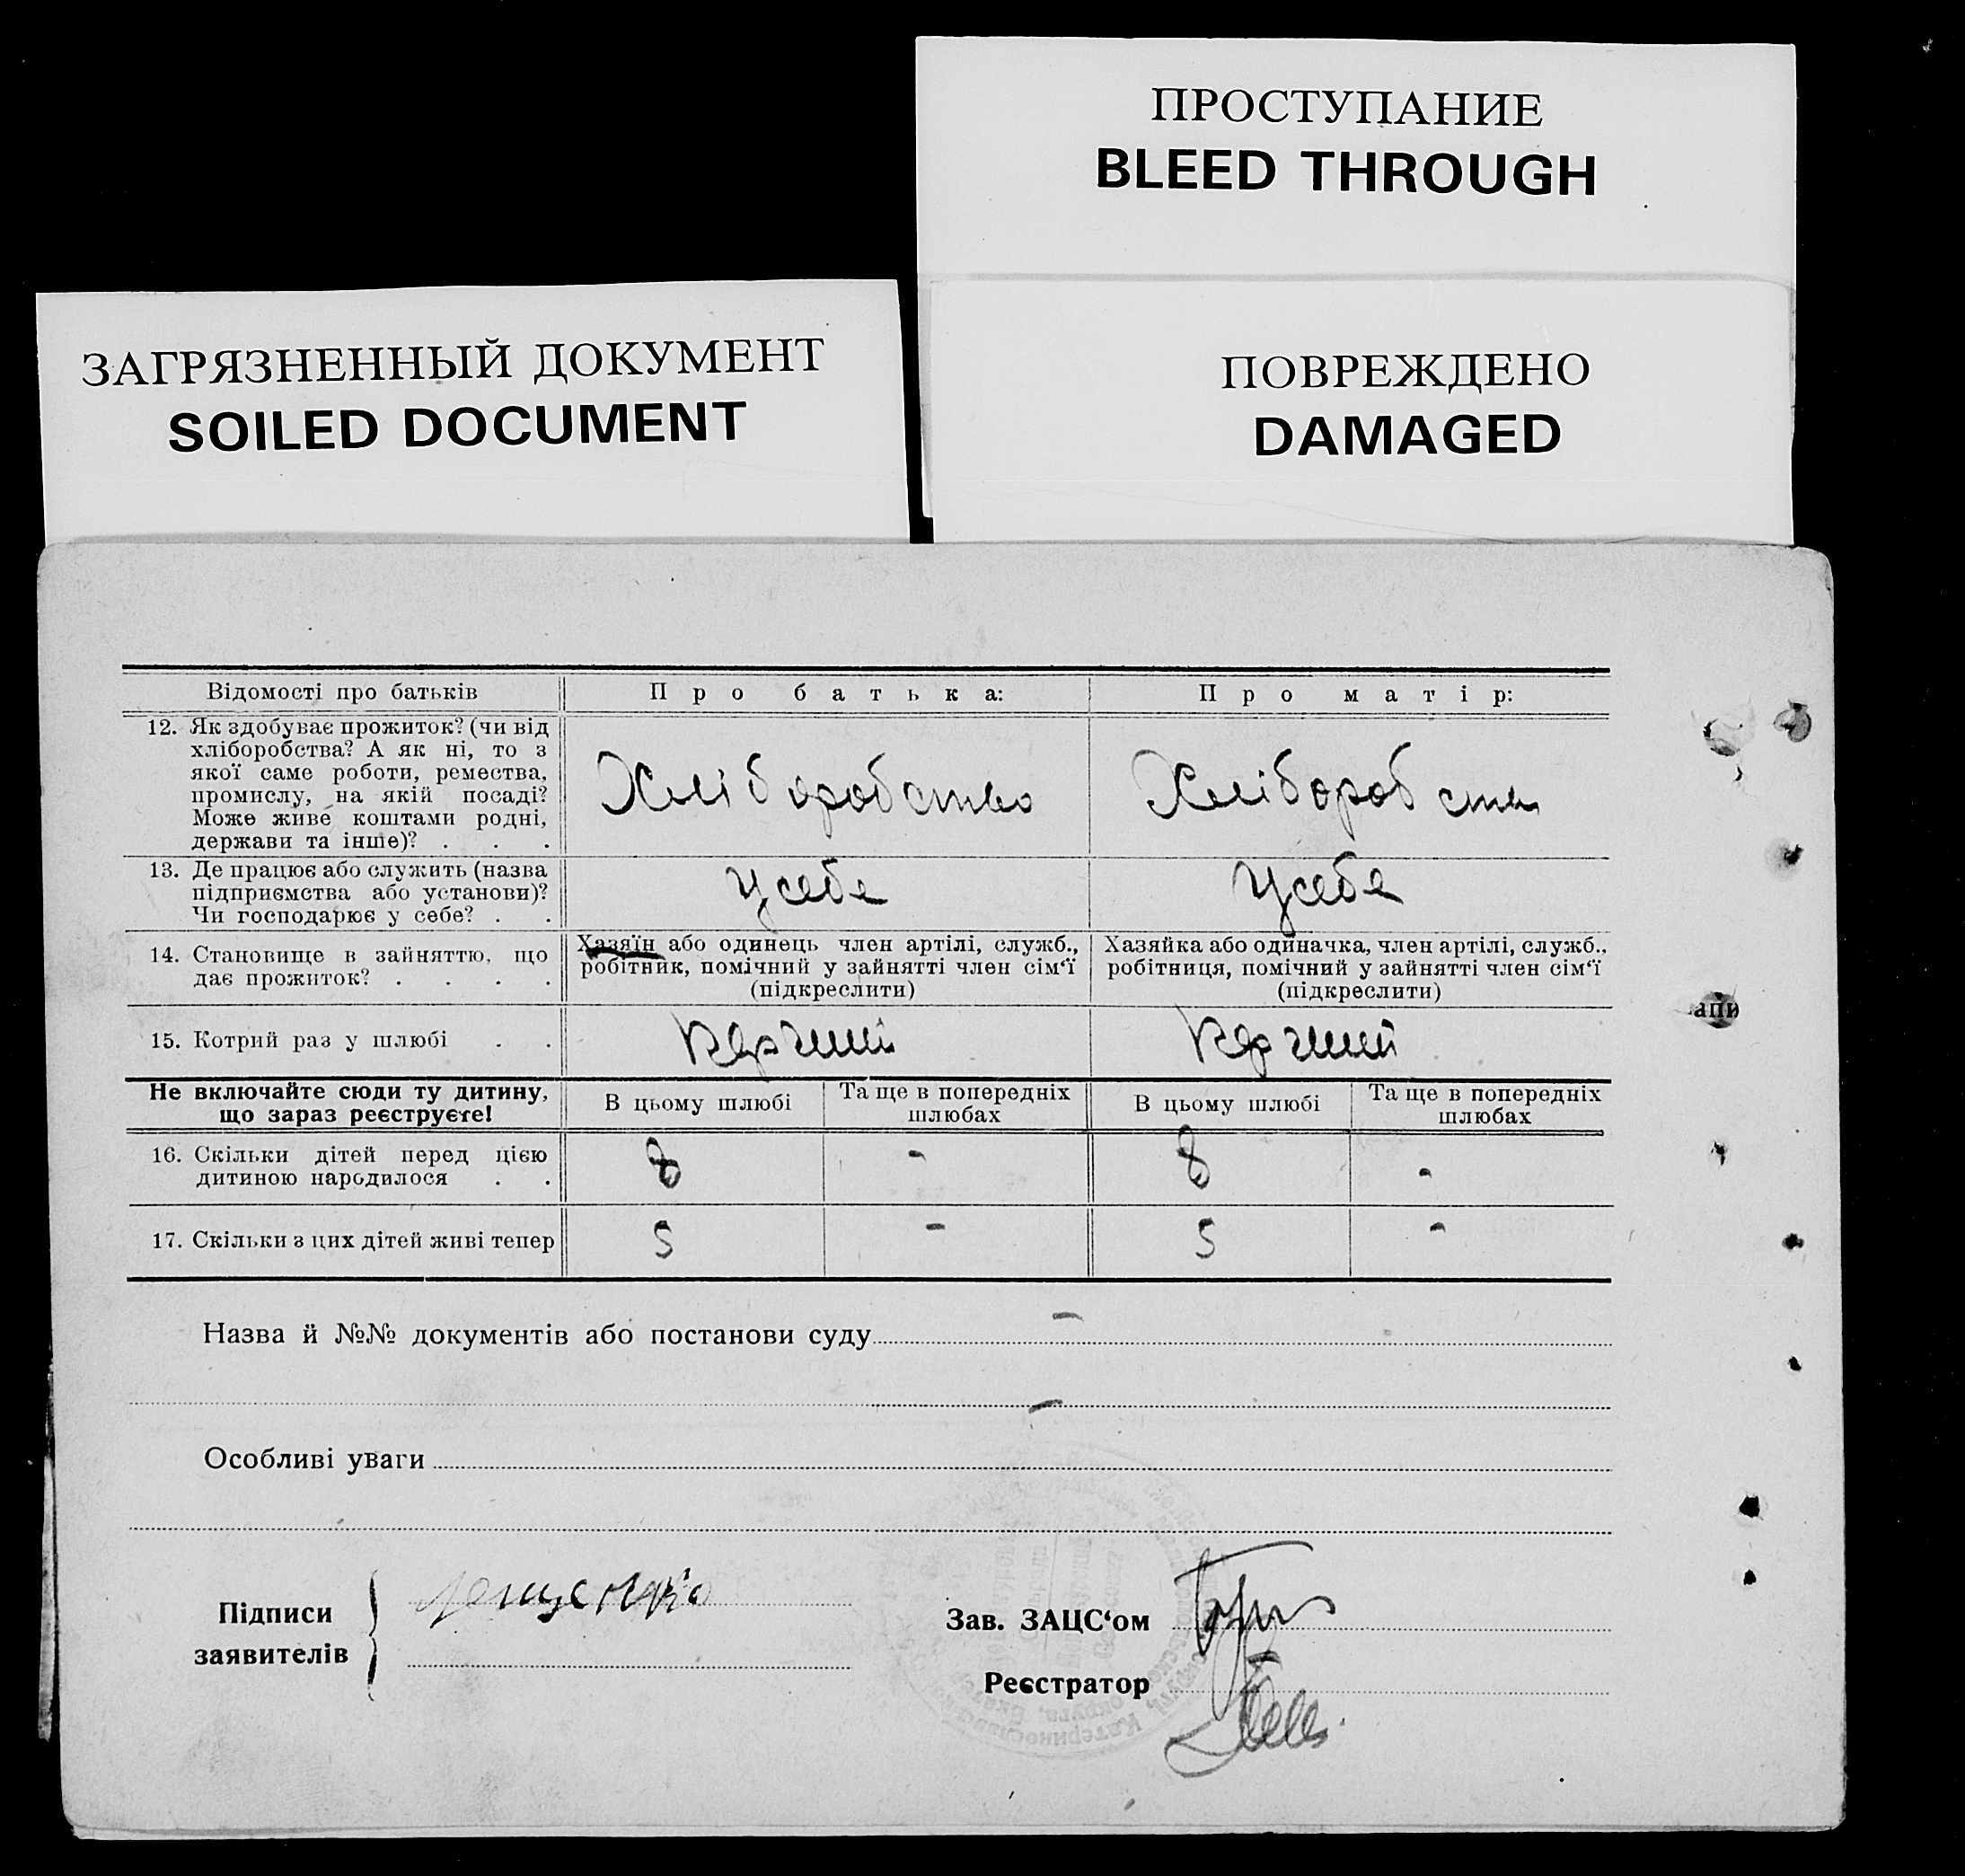 ПРОСТУПАНИЕ
BLEED THROUGH
ЗАГРЯЗНЕННЫЙ ДОКУМЕНТ
SOILED DOCUMENT
ПОВРЕЖДЕНО
DAMAGED
Відомості про батьків
Про батька:
Про матір:
12. Як здобуває прожиток? (чи від
хліборобства? А як ні, то з
якої саме роботи, ремества,
промислу, на якій посаді?
Може живе коштами родні,
держави та інше)? . . .
Хліборобство
Хліборобство
13. Де працює або служить (назва
підприємства або установи)?
Чи господарює у себе? . .
У себе
У себе
14. Становище в зайняттю, що
дає прожиток? . . . .
Хазяїн або одинець член артілі, служб.,
робітник, помічний у зайнятті член сім‘ї
(підкреслити)
Хазяйка або одиначка, член артілі, служб.,
робітниця, помічний у зайнятті член сім‘ї
(підкреслити)
апи
15. Котрий раз у шлюбі . .
Перший
Перший
Не включайте сюди ту дитину,
що зараз реєструєте!
В цьому шлюбі
Та ще в попередніх
шлюбах
В цьому шлюбі
Та ще в попередніх
шлюбах
16. Скільки дітей перед цією
дитиною народилося . .
8
-
8
-
17. Скільки з цих дітей живі тепер
5
-
5
-
Назва й №№ документів або постанови суду
-
-
Особливі уваги
Підписи
заявителів
Зав. ЗАЦС‘ом
Реєстратор